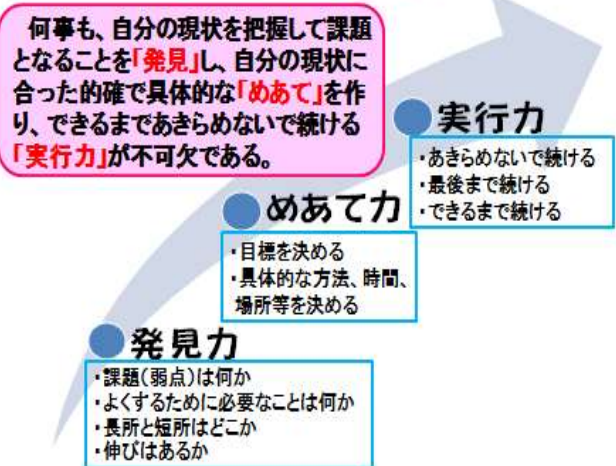 何事も、自分の現状を把握して課題
となることを「発見」し、自分の現状に
合った的確で具体的な「めあて」を作
り、できるまであきらめないで続ける
「実行力」が不可欠である。
実行力
・あきらめないで続ける
・最後まで続ける
・できるまで続ける
めあて力
・目標を決める
・具体的な方法、時間、
場所等を決める
発見力
・課題(弱点)は何か
・よくするために必要なことは何か
・長所と短所はどこか
・伸びはあるか